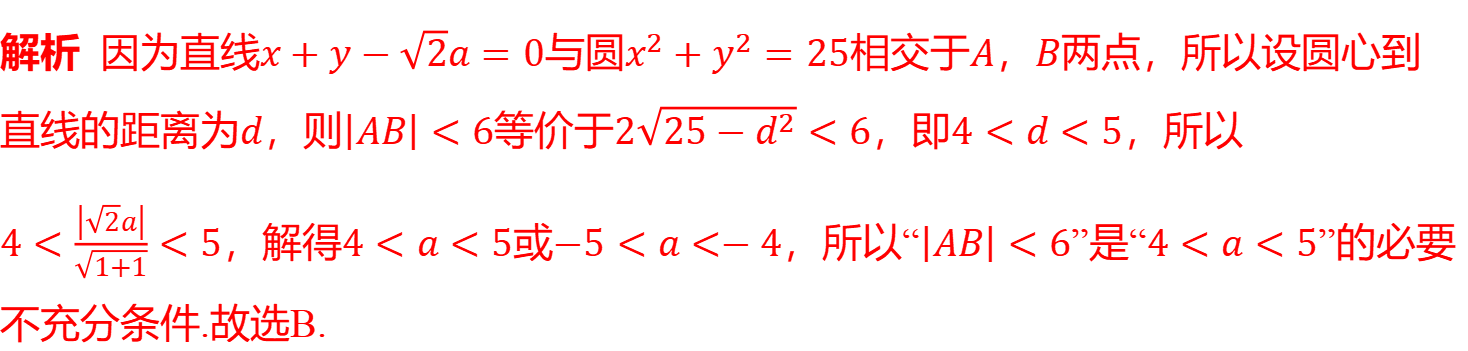 解析 因为直线x + y − √2a = 0与圆x² + y² = 25相交于A，B两点，所以设圆心到
直线的距离为d，则|AB| < 6等价于2√(25 − d²) < 6，即4 < d < 5，所以
4 < |√2a|/√(1+1) < 5，解得4 < a < 5或−5 < a <− 4，所以“|AB| < 6”是“4 < a < 5”的必要
不充分条件.故选B.